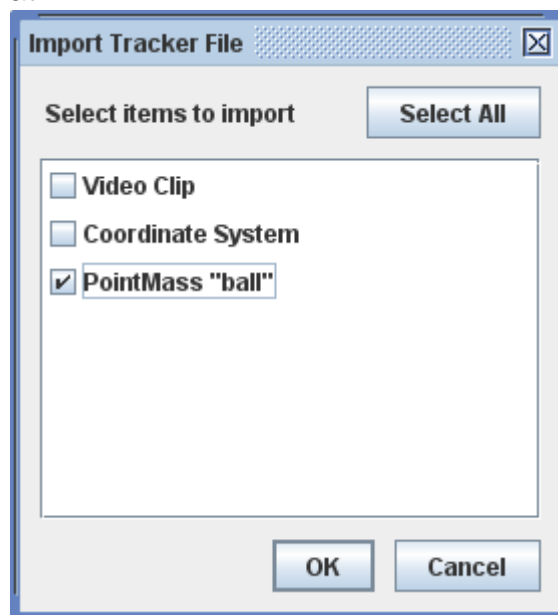 Import Tracker File
Select items to import Select All
Video Clip
Coordinate System
PointMass "ball"
OK Cancel